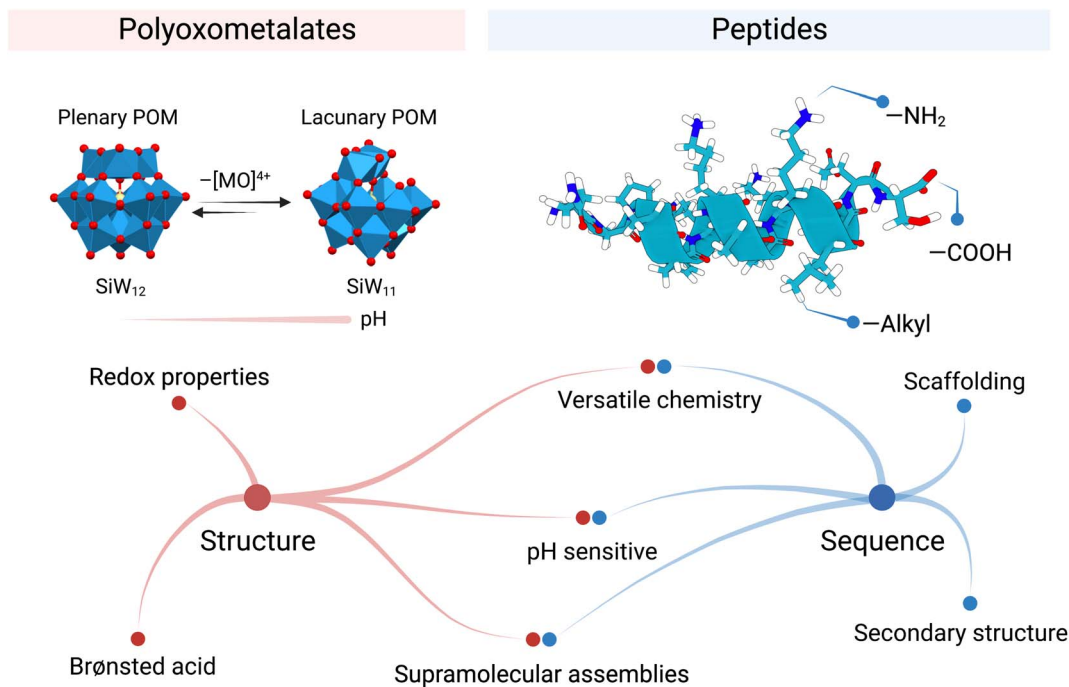 Polyoxometalates
Peptides
Plenary POM
Lacunary POM
−[MO]⁴⁺
SiW₁₂
SiW₁₁
pH
−NH₂
−COOH
−Alkyl
Redox properties
Versatile chemistry
Scaffolding
Structure
pH sensitive
Sequence
Brønsted acid
Supramolecular assemblies
Secondary structure